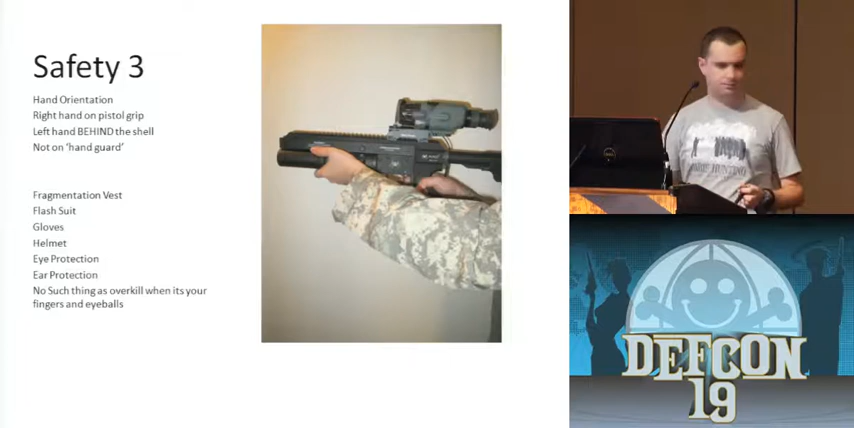 Safety 3
Hand Orientation
Right hand on pistol grip
Left hand BEHIND the shell
Not on 'hand guard'
Fragmentation Vest
Flash Suit
Gloves
Helmet
Eye Protection
Ear Protection
No Such thing as overkill when its your
fingers and eyeballs
HUNTING
DEFCON
19